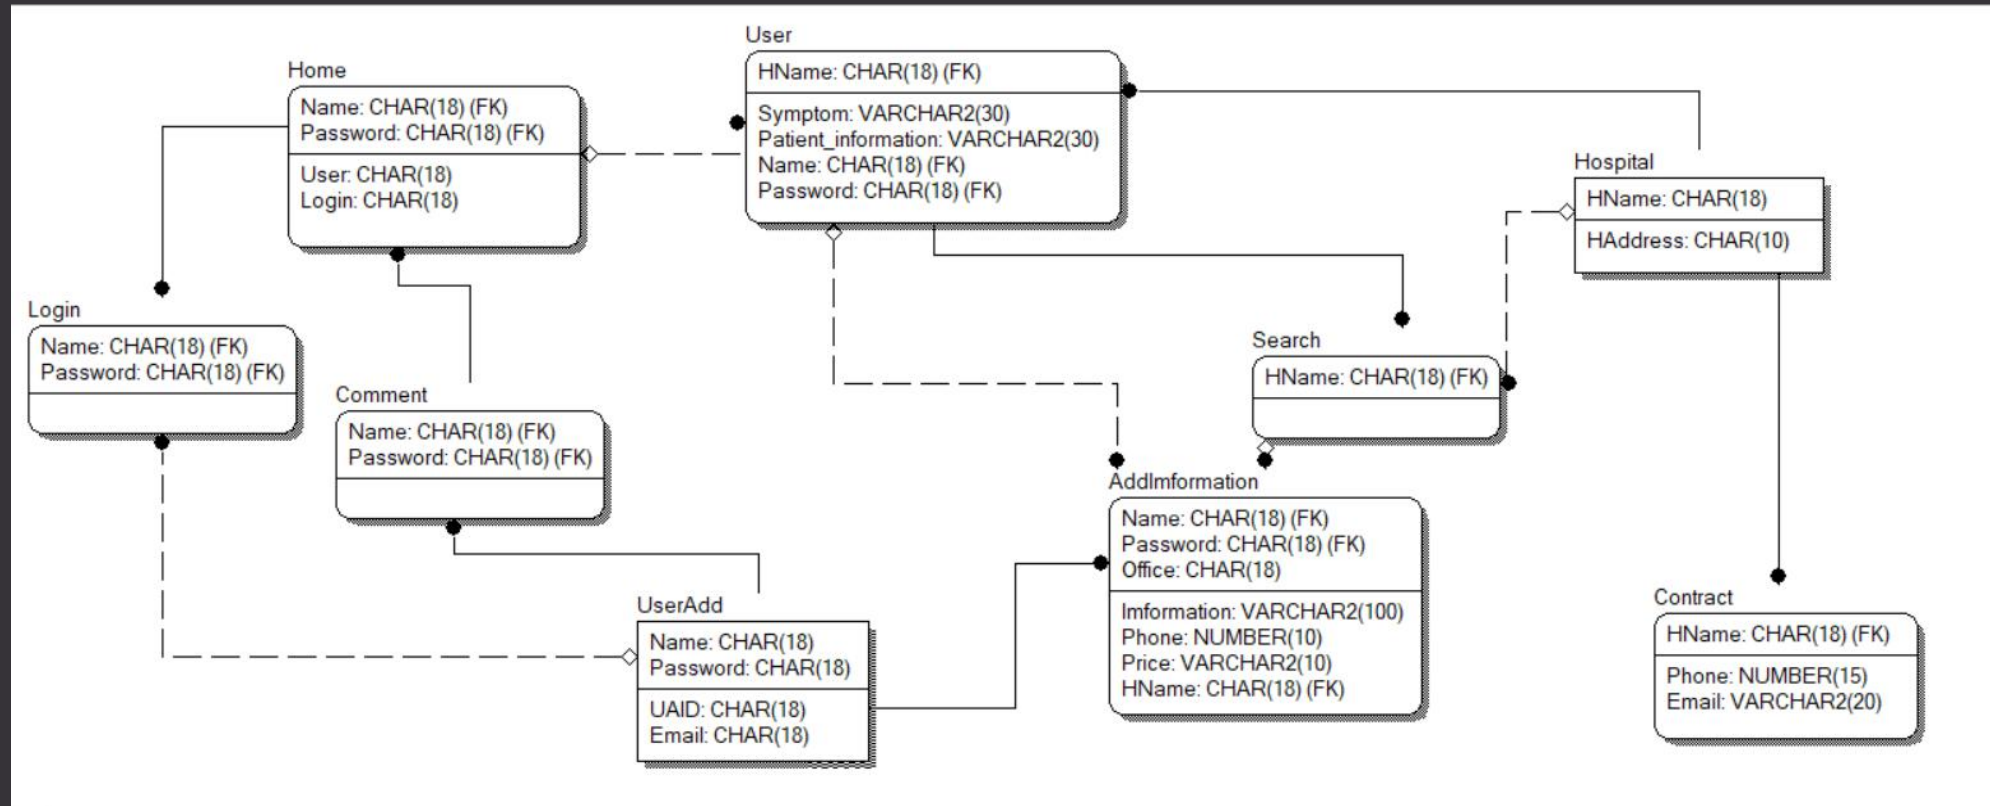 User
HName: CHAR(18) (FK)
Symptom: VARCHAR2(30)
Patient_information: VARCHAR2(30)
Name: CHAR(18) (FK)
Password: CHAR(18) (FK)
Home
Name: CHAR(18) (FK)
Password: CHAR(18) (FK)
User: CHAR(18)
Login: CHAR(18)
Hospital
HName: CHAR(18)
HAddress: CHAR(10)
Login
Name: CHAR(18) (FK)
Password: CHAR(18) (FK)
Search
HName: CHAR(18) (FK)
Comment
Name: CHAR(18) (FK)
Password: CHAR(18) (FK)
AddImformation
Name: CHAR(18) (FK)
Password: CHAR(18) (FK)
Office: CHAR(18)
Imformation: VARCHAR2(100)
Phone: NUMBER(10)
Price: VARCHAR2(10)
HName: CHAR(18) (FK)
UserAdd
Name: CHAR(18)
Password: CHAR(18)
UAID: CHAR(18)
Email: CHAR(18)
Contract
HName: CHAR(18) (FK)
Phone: NUMBER(15)
Email: VARCHAR2(20)